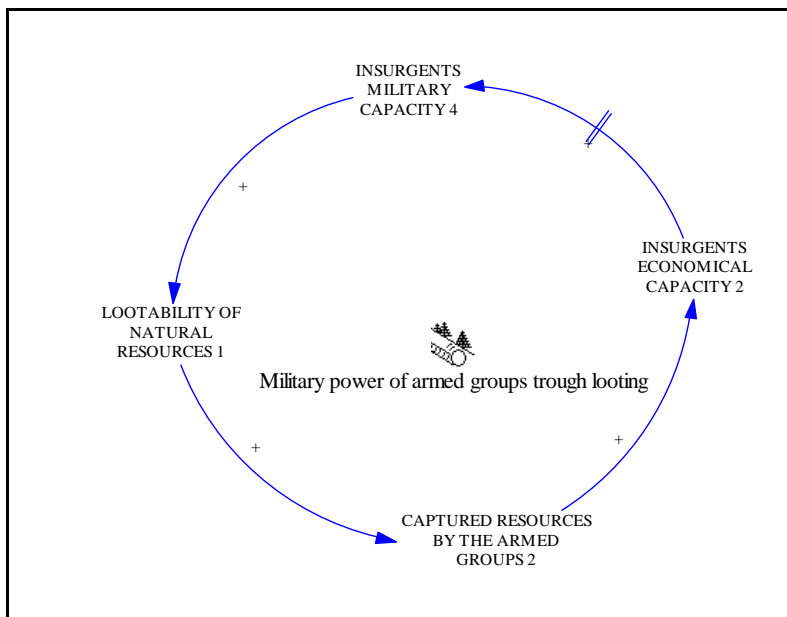 INSURGENTS
MILITARY
CAPACITY 4
+
+
INSURGENTS
ECONOMICAL
CAPACITY 2
LOOTABILITY OF
NATURAL
RESOURCES 1
Military power of armed groups trough looting
+
+
CAPTURED RESOURCES
BY THE ARMED
GROUPS 2